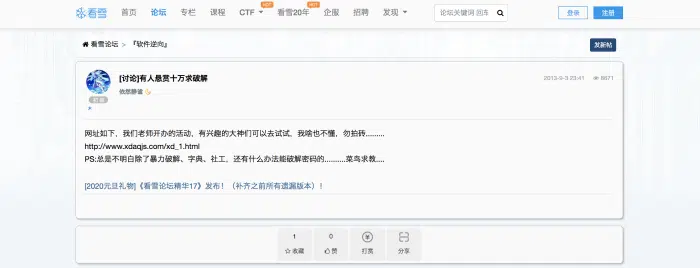 看雪
首页 论坛 专栏 课程 CTF HOT 看雪20年 HOT 企服 招聘 发现 论坛关键词 回车 登录 注册
看雪论坛 > 『软件逆向』 发新帖
[讨论]有人悬赏十万求破解 2013-9-3 23:41 8871
依然静谧
网址如下，我们老师开办的活动，有兴趣的大神们可以去试试，我啥也不懂，勿拍砖.........
http://www.xdaqjs.com/xd_1.html
PS:总是不明白除了暴力破解、字典、社工，还有什么办法能破解密码的..........菜鸟求教....
[2020元旦礼物]《看雪论坛精华17》发布！（补齐之前所有遗漏版本）！
1 0
收藏 赞 打赏 分享